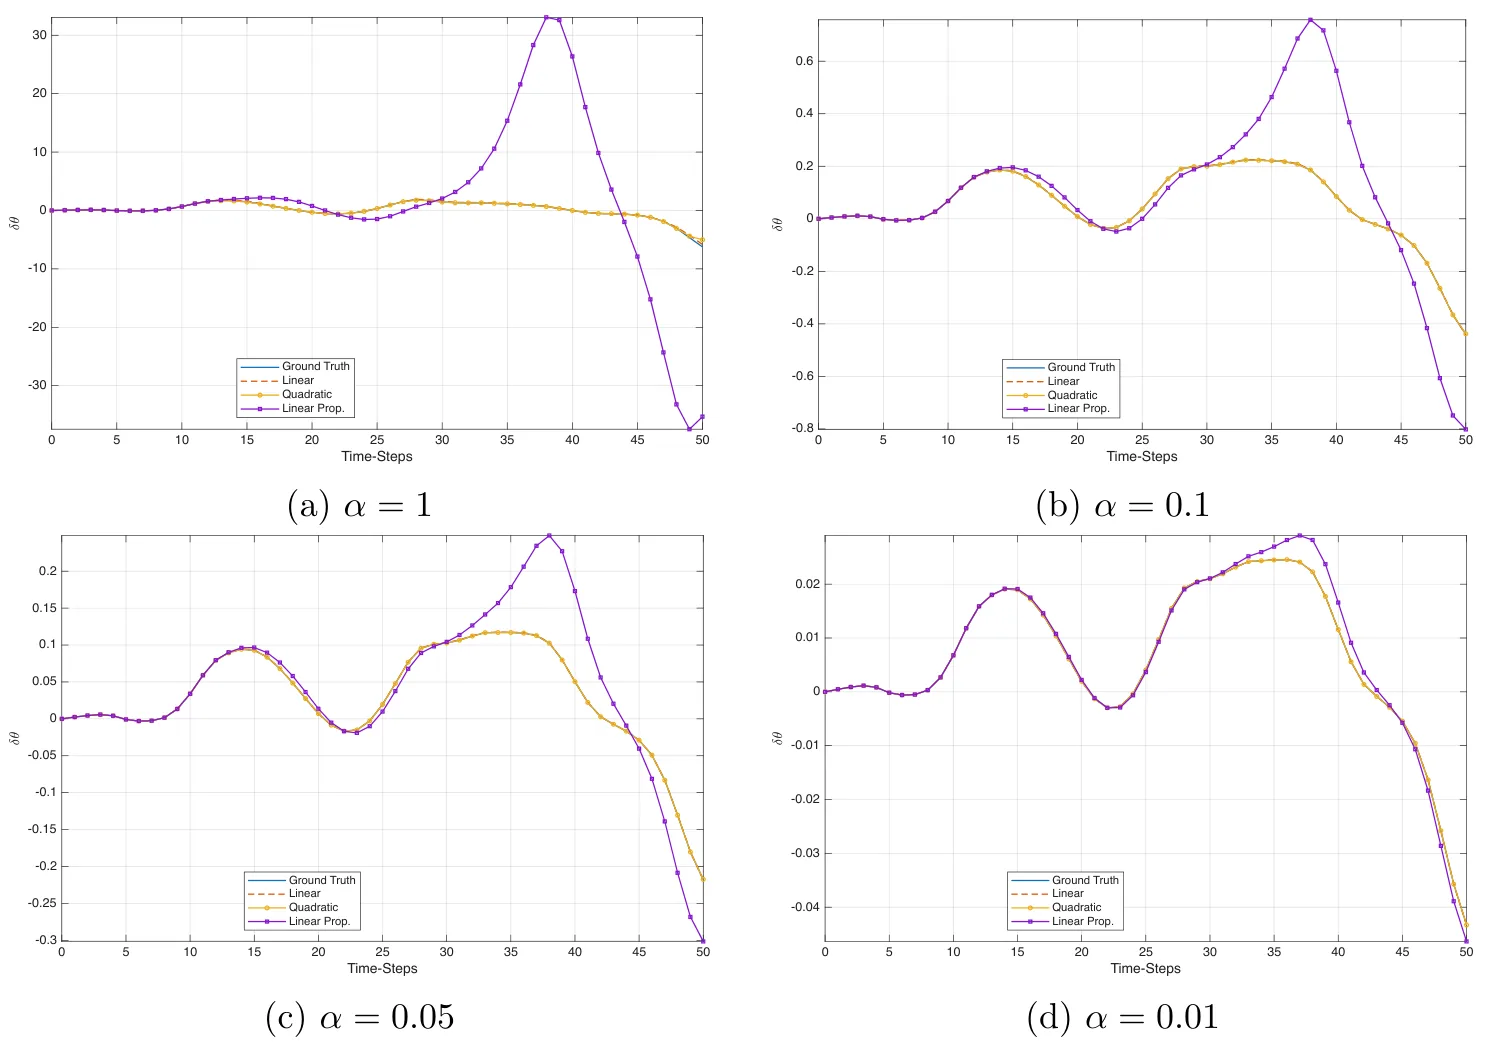 30
20
10
0
-10
-20
-30
δθ
0 5 10 15 20 25 30 35 40 45 50
Time-Steps
Ground Truth
Linear
Quadratic
Linear Prop.
(a) α = 1
0.6
0.4
0.2
0
-0.2
-0.4
-0.6
-0.8
δθ
0 5 10 15 20 25 30 35 40 45 50
Time-Steps
Ground Truth
Linear
Quadratic
Linear Prop.
(b) α = 0.1
0.2
0.15
0.1
0.05
0
-0.05
-0.1
-0.15
-0.2
-0.25
-0.3
δθ
0 5 10 15 20 25 30 35 40 45 50
Time-Steps
Ground Truth
Linear
Quadratic
Linear Prop.
(c) α = 0.05
0.02
0.01
0
-0.01
-0.02
-0.03
-0.04
δθ
0 5 10 15 20 25 30 35 40 45 50
Time-Steps
Ground Truth
Linear
Quadratic
Linear Prop.
(d) α = 0.01